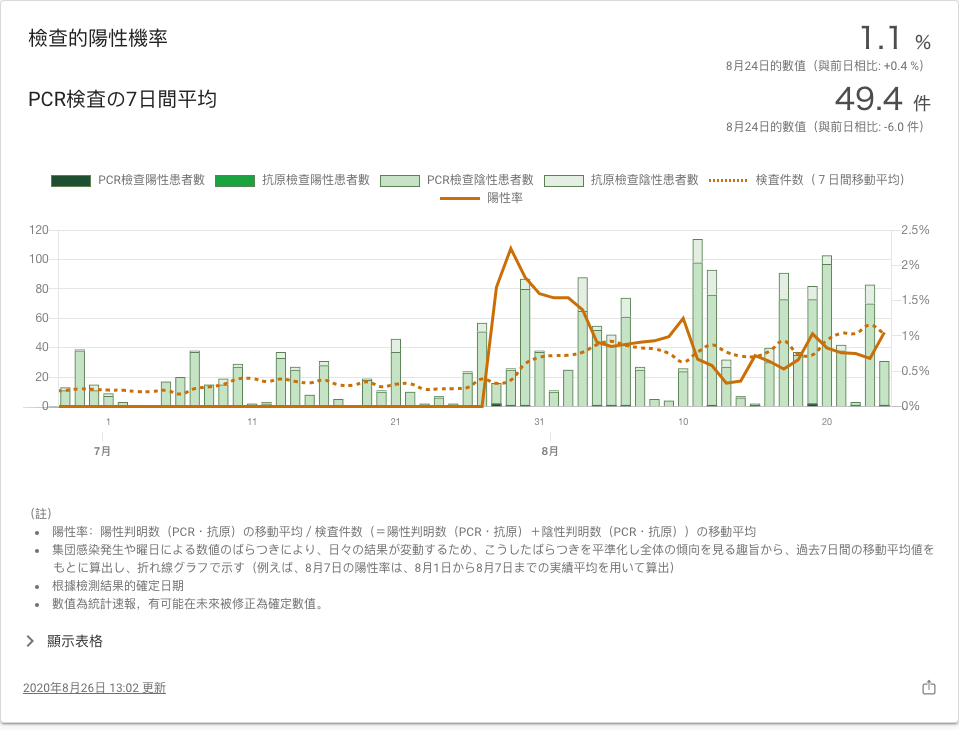 檢查的陽性機率
1.1 %
8月24日的數值（與前日相比: +0.4 %）
PCR検査の7日間平均
49.4 件
8月24日的數值（與前日相比: -6.0 件）
PCR檢查陽性患者數 抗原檢查陽性患者數 PCR檢查陰性患者數 抗原檢查陰性患者數 検査件数（７日間移動平均）
陽性率
120 2.5%
100 2%
80 1.5%
60 1%
40 0.5%
20 0%
0
1 11 21 31 10 20
7月 8月
（註）
• 陽性率：陽性判明数（PCR・抗原）の移動平均 / 検査件数（＝陽性判明数（PCR・抗原）＋陰性判明数（PCR・抗原））の移動平均
• 集団感染発生や曜日による数値のばらつきにより、日々の結果が変動するため、こうしたばらつきを平準化し全体の傾向を見る趣旨から、過去7日間の移動平均値を
もとに算出し、折れ線グラフで示す（例えば、8月7日の陽性率は、8月1日から8月7日までの実績平均を用いて算出）
• 根據檢測結果的確定日期
• 數值為統計速報，有可能在未來被修正為確定數值。
顯示表格
2020年8月26日 13:02 更新